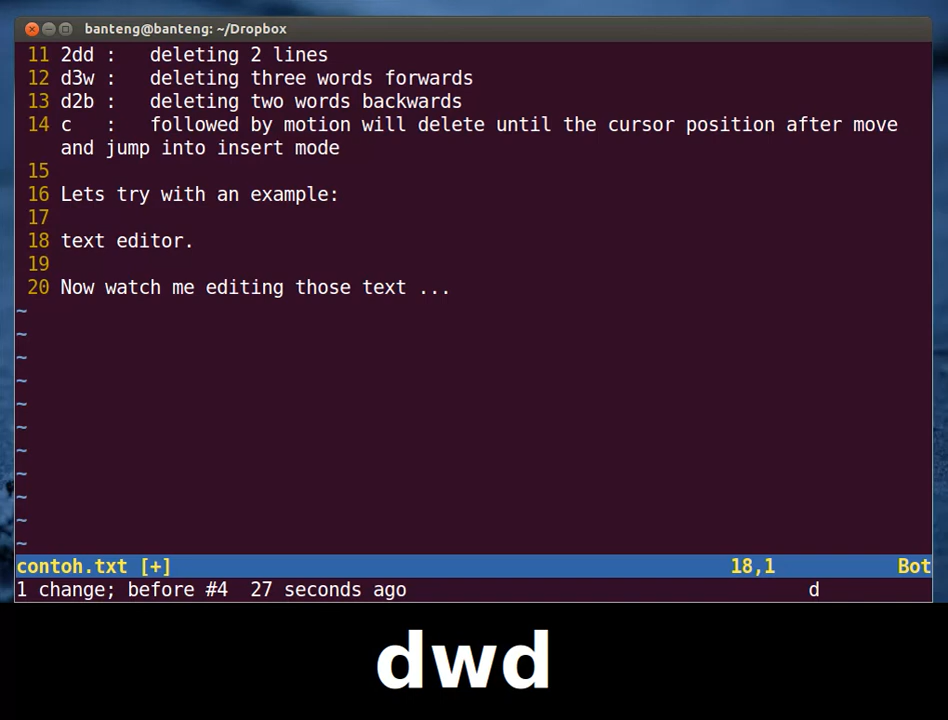 banteng@banteng: ~/Dropbox
11 2dd :   deleting 2 lines
12 d3w :   deleting three words forwards
13 d2b :   deleting two words backwards
14 c   :   followed by motion will delete until the cursor position after move
and jump into insert mode
15
16 Lets try with an example:
17
18 text editor.
19
20 Now watch me editing those text ...
~
~
~
~
~
~
~
~
~
~
~
contoh.txt [+] 18,1 Bot
1 change; before #4  27 seconds ago d
dwd